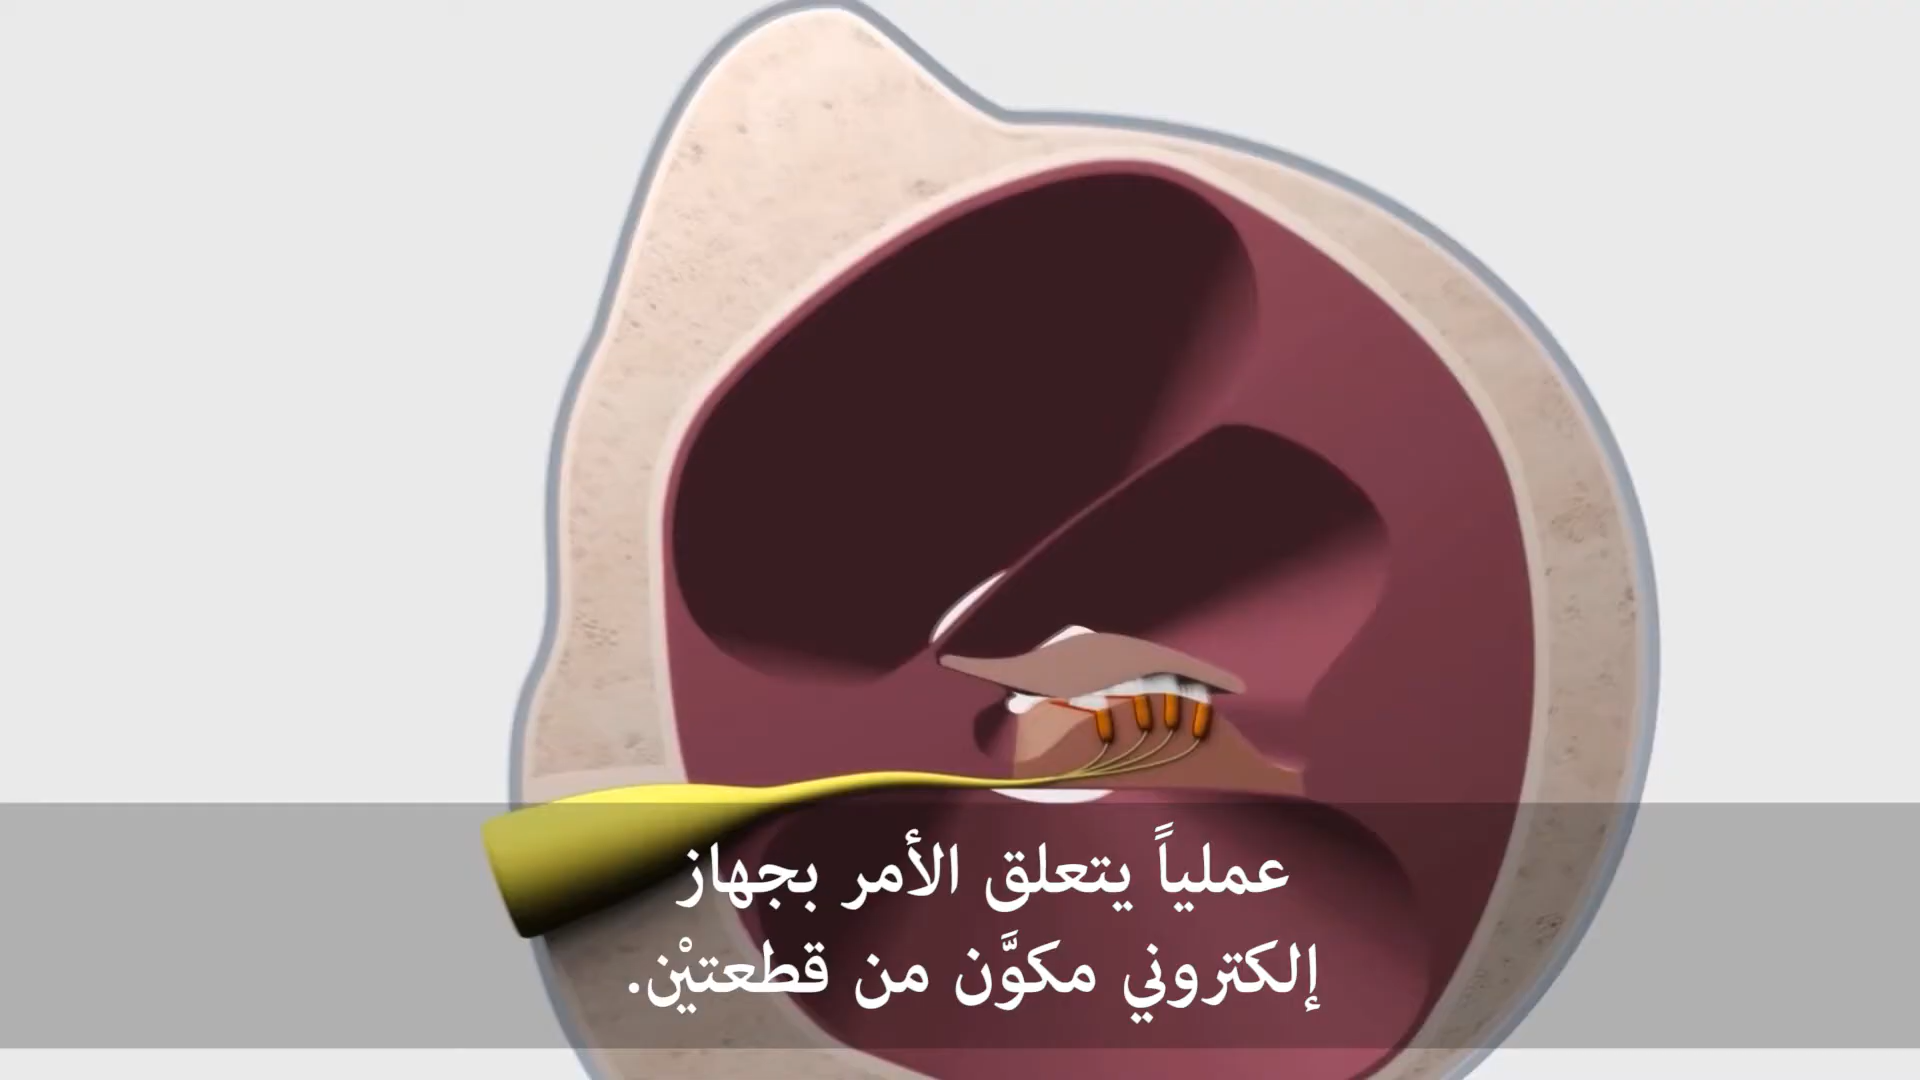 عملياً يتعلق الأمر بجهاز
إلكتروني مكوَّن من قطعتيْن.